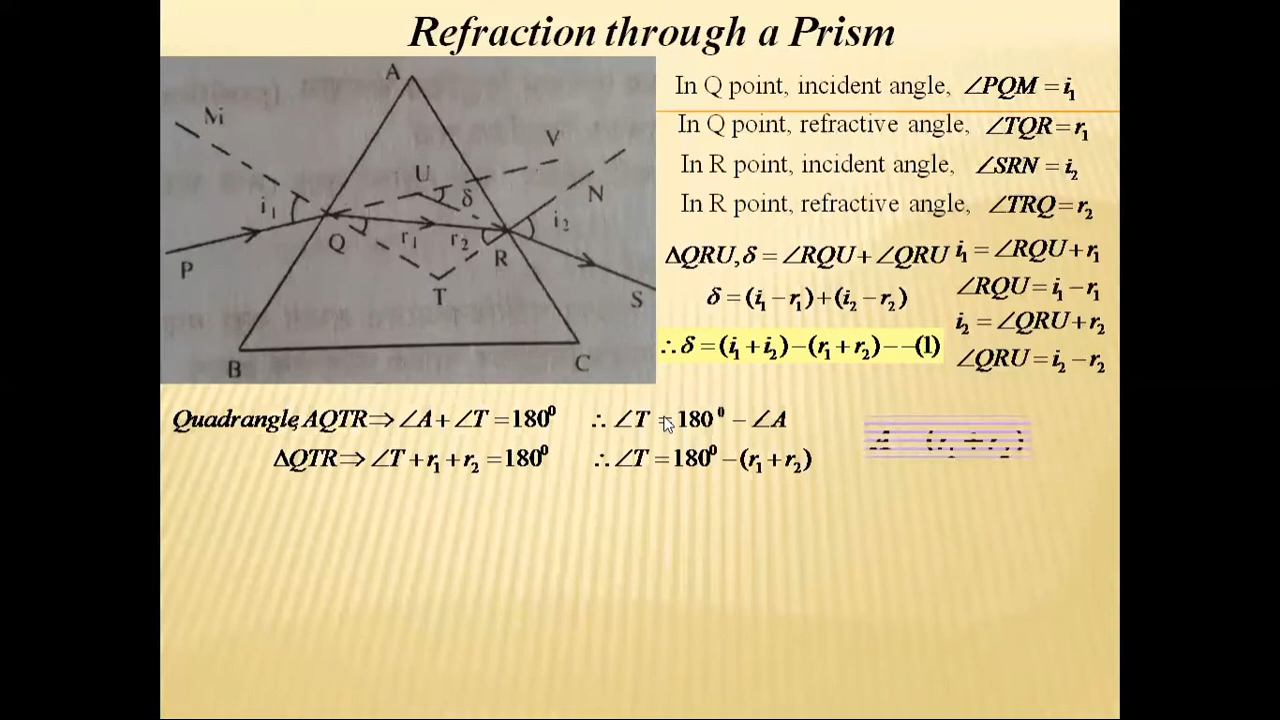 Refraction through a Prism
A
M
V
U
N
δ
i₁
i₂
Q
r₁
r₂
R
P
T
S
B
C
In Q point, incident angle, ∠PQM = i₁
In Q point, refractive angle, ∠TQR = r₁
In R point, incident angle, ∠SRN = i₂
In R point, refractive angle, ∠TRQ = r₂
ΔQRU, δ = ∠RQU + ∠QRU
δ = (i₁ − r₁) + (i₂ − r₂)
∴ δ = (i₁ + i₂) − (r₁ + r₂) − −(1)
i₁ = ∠RQU + r₁
∠RQU = i₁ − r₁
i₂ = ∠QRU + r₂
∠QRU = i₂ − r₂
Quadrangle, AQTR ⇒ ∠A + ∠T = 180⁰ ∴ ∠T = 180⁰ − ∠A
ΔQTR ⇒ ∠T + r₁ + r₂ = 180⁰ ∴ ∠T = 180⁰ − (r₁ + r₂)